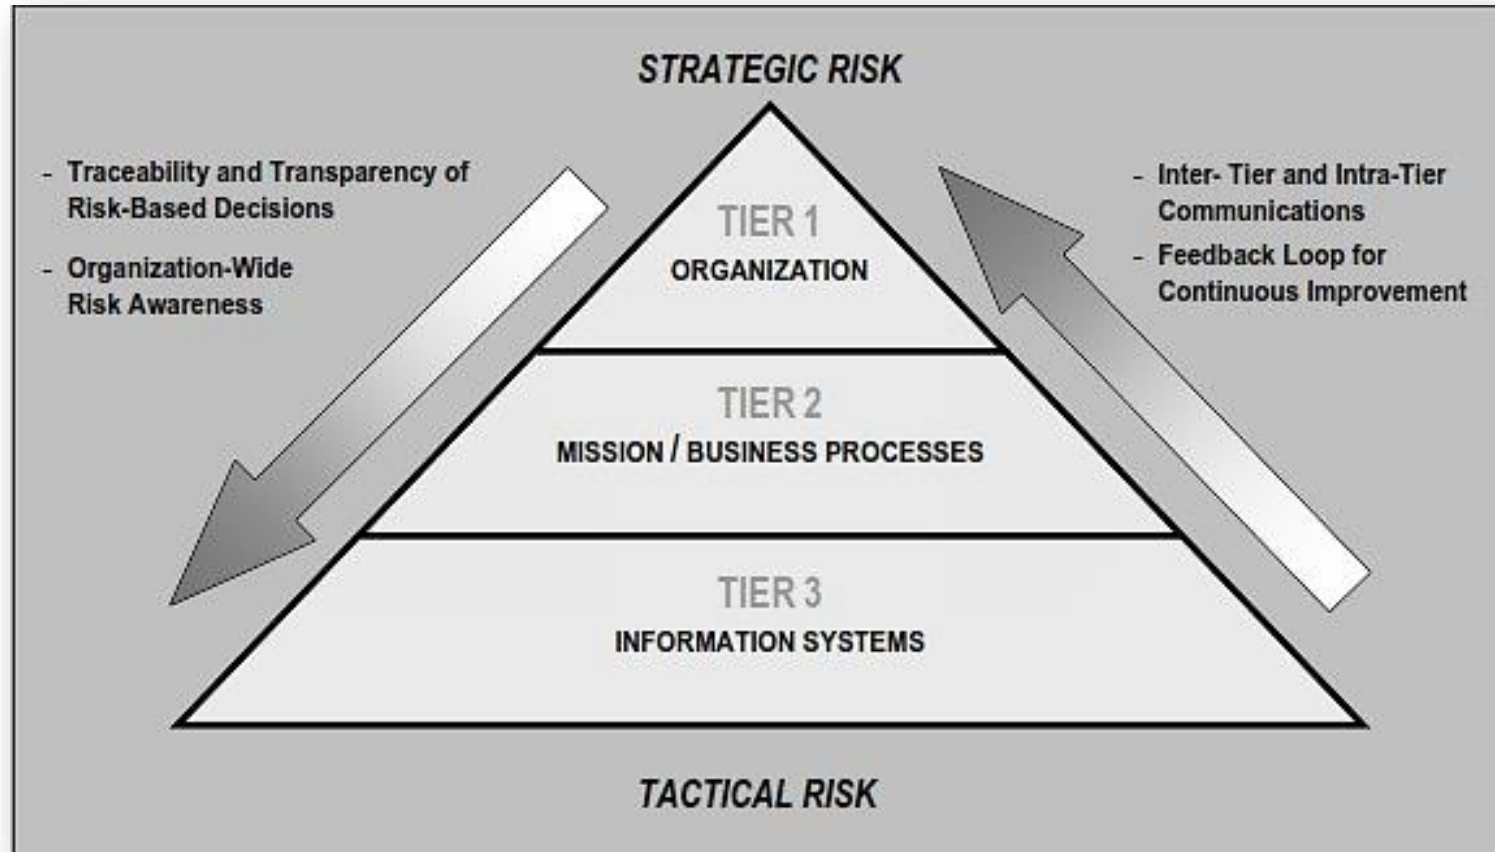 STRATEGIC RISK
- Traceability and Transparency of
Risk-Based Decisions
- Organization-Wide
Risk Awareness
- Inter- Tier and Intra-Tier
Communications
- Feedback Loop for
Continuous Improvement
TIER 1
ORGANIZATION
TIER 2
MISSION / BUSINESS PROCESSES
TIER 3
INFORMATION SYSTEMS
TACTICAL RISK